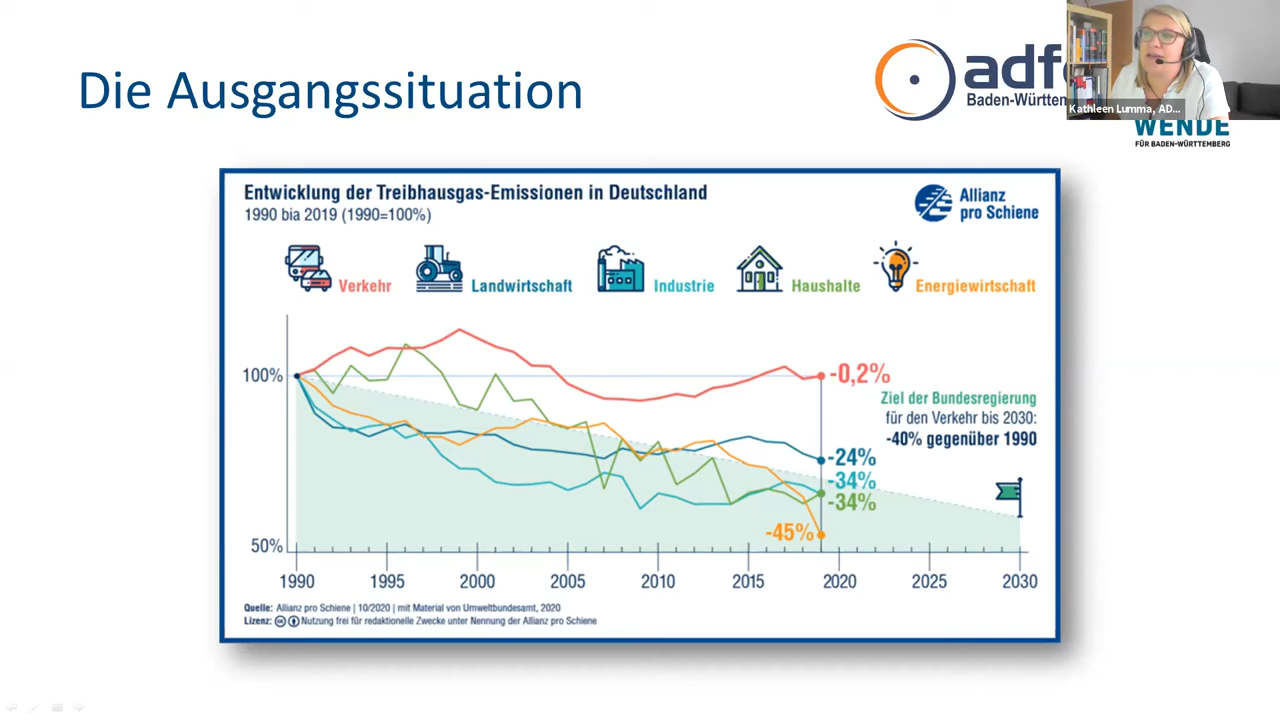 Die Ausgangssituation
adf
Baden-Württem
Kathleen Lumma, AD...
WENDE
FÜR BADEN-WÜRTTEMBERG
Entwicklung der Treibhausgas-Emissionen in Deutschland
1990 bia 2019 (1990=100%)
Allianz
pro Schiene
Verkehr
Landwirtschaft
Industrie
Haushalte
Energiewirtschaft
100%
-0,2%
Ziel der Bundesregierung
für den Verkehr bis 2030:
-40% gegenüber 1990
-24%
-34%
-34%
-45%
50%
1990 1995 2000 2005 2010 2015 2020 2025 2030
Quelle: Allianz pro Schiene | 10/2020 | mit Material von Umweltbundesamt, 2020
Lizenz: Nutzung frei für redaktionelle Zwecke unter Nennung der Allianz pro Schiene